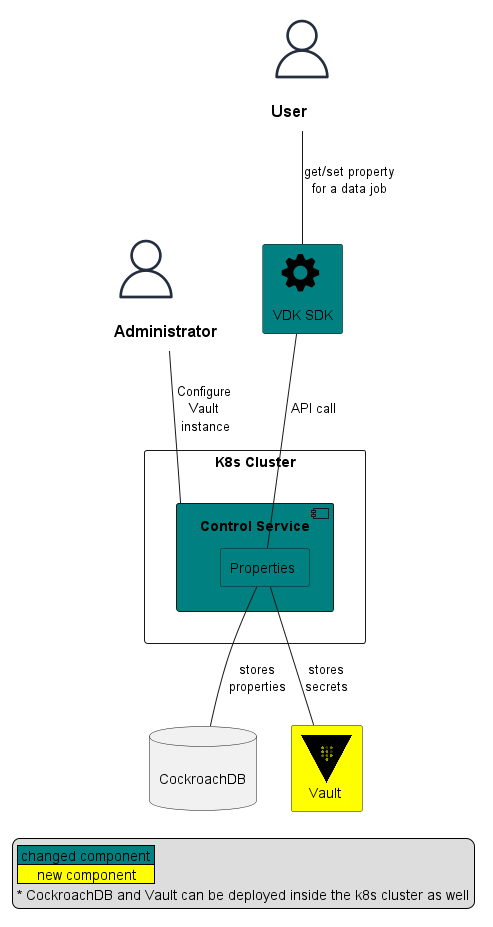 User
get/set property
for a data job
Administrator
VDK SDK
Configure
Vault
instance
API call
K8s Cluster
Control Service
Properties
stores
properties
stores
secrets
CockroachDB
Vault
changed component
new component
* CockroachDB and Vault can be deployed inside the k8s cluster as well